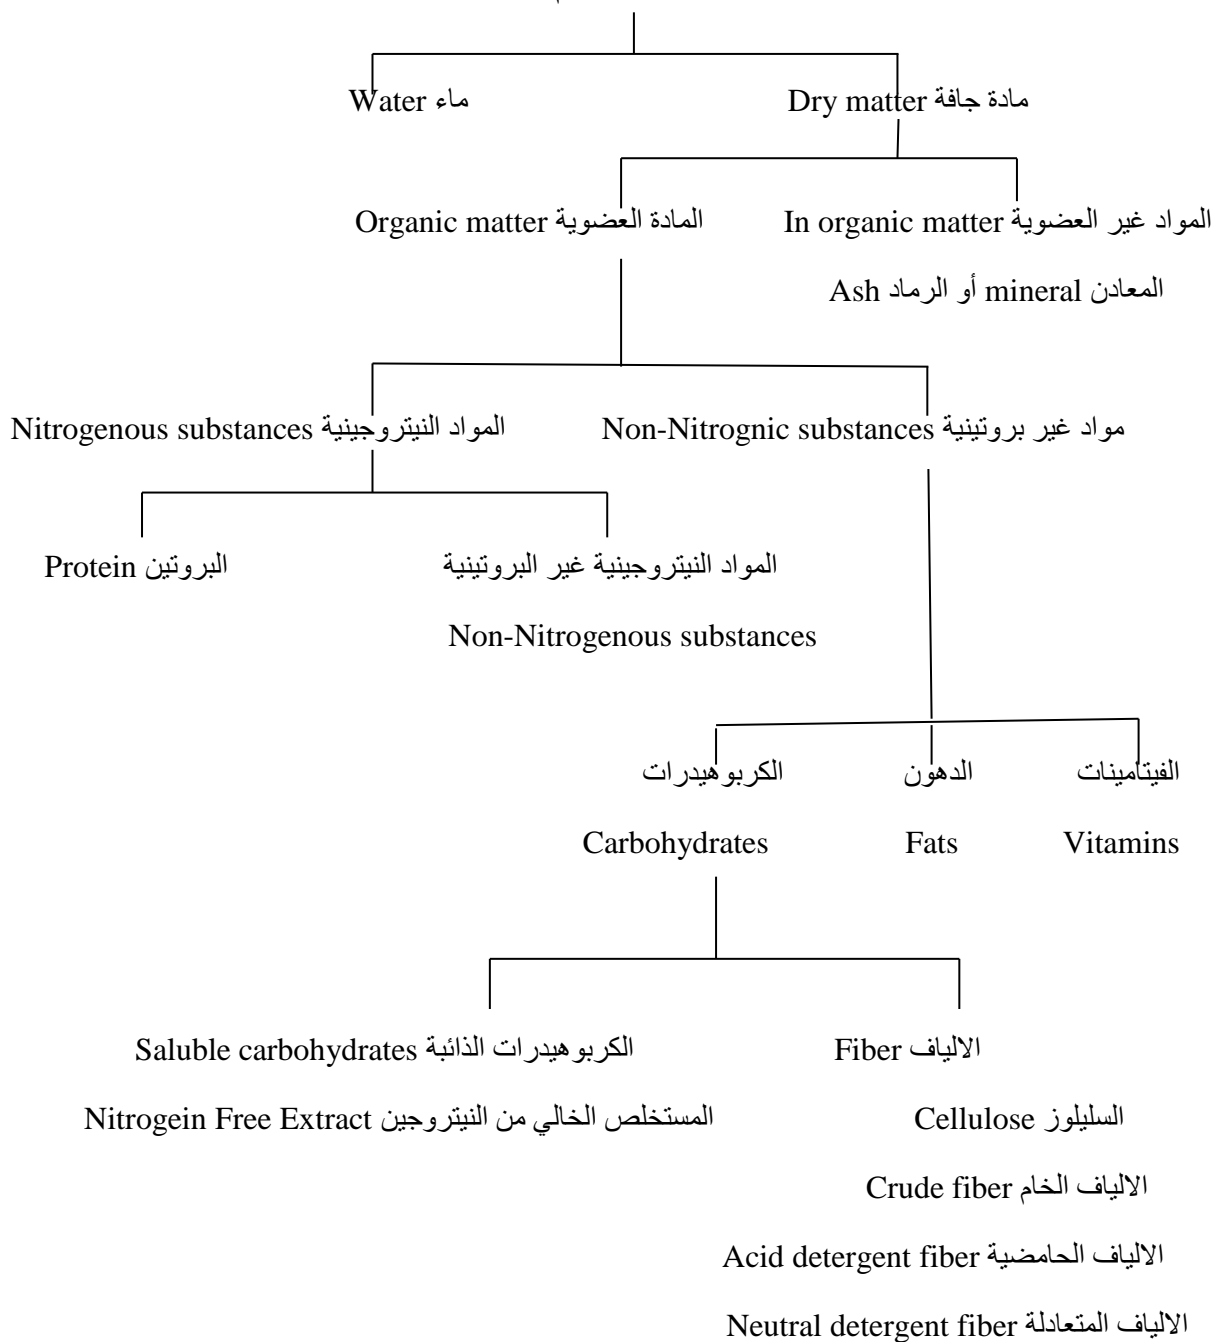 ماء Water
مادة جافة Dry matter
المادة العضوية Organic matter
المواد غير العضوية In organic matter
المعادن mineral أو الرماد Ash
المواد النيتروجينية Nitrogenous substances
مواد غير بروتينية Non-Nitrognic substances
البروتين Protein
المواد النيتروجينية غير البروتينية
Non-Nitrogenous substances
الكربوهيدرات
الدهون
الفيتامينات
Carbohydrates
Fats
Vitamins
الكربوهيدرات الذائبة Saluble carbohydrates
الالياف Fiber
المستخلص الخالي من النيتروجين Nitrogein Free Extract
السليلوز Cellulose
الالياف الخام Crude fiber
الالياف الحامضية Acid detergent fiber
الالياف المتعادلة Neutral detergent fiber